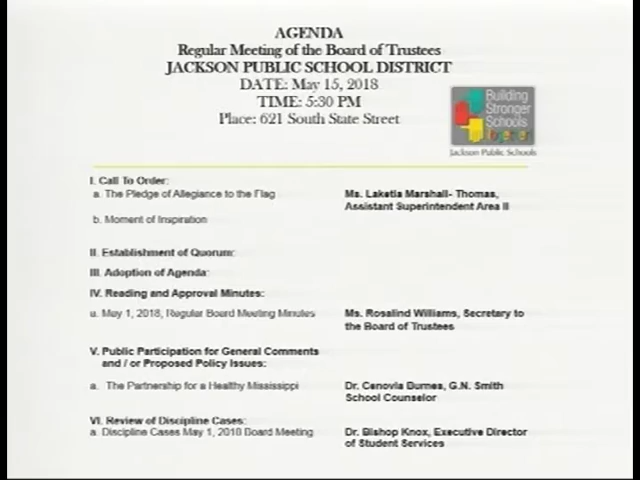 AGENDA
Regular Meeting of the Board of Trustees
JACKSON PUBLIC SCHOOL DISTRICT
DATE: May 15, 2018
TIME: 5:30 PM
Place: 621 South State Street
Building
Stronger
Schools
Together
Jackson Public Schools
I. Call To Order:
a. The Pledge of Allegiance to the Flag
Ms. Laketia Marshall- Thomas,
Assistant Superintendent Area II
b. Moment of Inspiration
II. Establishment of Quorum:
III. Adoption of Agenda:
IV. Reading and Approval Minutes:
a. May 1, 2018, Regular Board Meeting Minutes
Ms. Rosalind Williams, Secretary to
the Board of Trustees
V. Public Participation for General Comments
and / or Proposed Policy Issues:
a. The Partnership for a Healthy Mississippi
Dr. Cenovia Burnes, G.N. Smith
School Counselor
VI. Review of Discipline Cases:
a. Discipline Cases May 1, 2018 Board Meeting
Dr. Bishop Knox, Executive Director
of Student Services